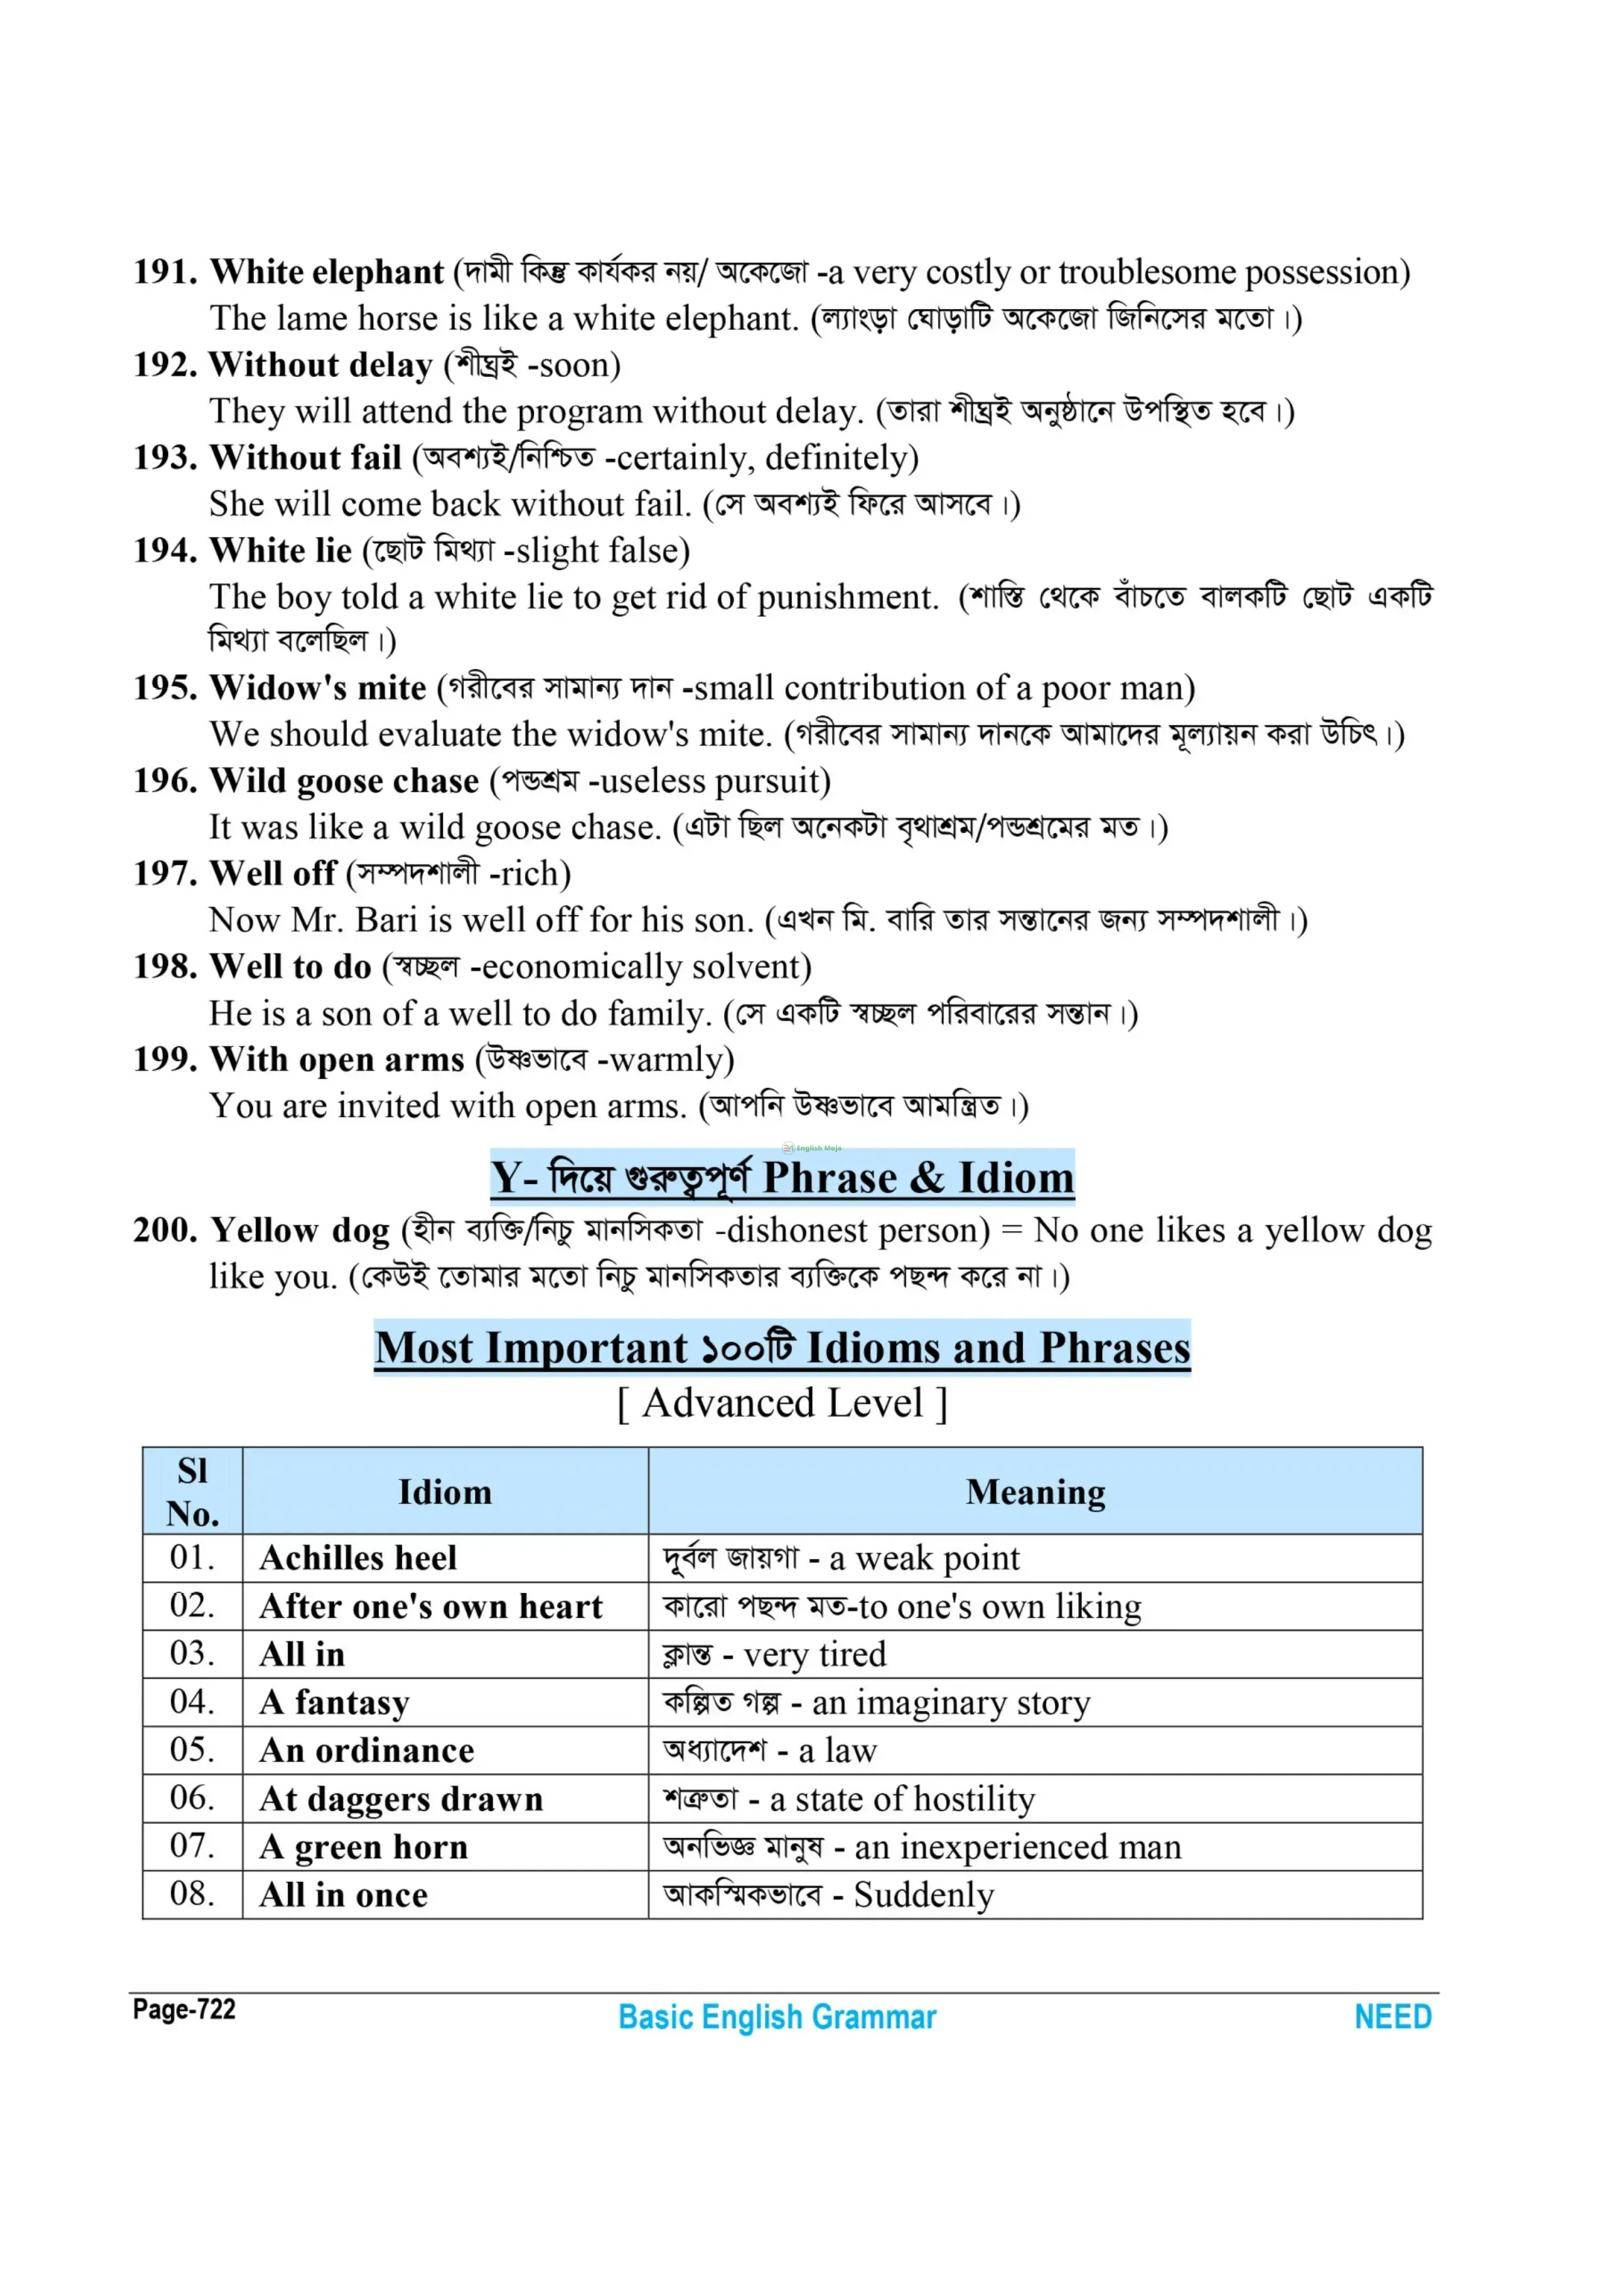 191. White elephant (দামী কিন্তু কার্যকর নয়/ অকেজো -a very costly or troublesome possession)
The lame horse is like a white elephant. (ল্যাংড়া ঘোড়াটি অকেজো জিনিসের মতো।)
192. Without delay (শীঘ্রই -soon)
They will attend the program without delay. (তারা শীঘ্রই অনুষ্ঠানে উপস্থিত হবে।)
193. Without fail (অবশ্যই/নিশ্চিত -certainly, definitely)
She will come back without fail. (সে অবশ্যই ফিরে আসবে।)
194. White lie (ছোট মিথ্যা -slight false)
The boy told a white lie to get rid of punishment. (শাস্তি থেকে বাঁচতে বালকটি ছোট একটি
মিথ্যা বলেছিল।)
195. Widow's mite (গরীবের সামান্য দান -small contribution of a poor man)
We should evaluate the widow's mite. (গরীবের সামান্য দানকে আমাদের মূল্যায়ন করা উচিৎ।)
196. Wild goose chase (পন্ডশ্রম -useless pursuit)
It was like a wild goose chase. (এটা ছিল অনেকটা বৃথাশ্রম/পন্ডশ্রমের মত।)
197. Well off (সম্পদশালী -rich)
Now Mr. Bari is well off for his son. (এখন মি. বারি তার সন্তানের জন্য সম্পদশালী।)
198. Well to do (স্বচ্ছল -economically solvent)
He is a son of a well to do family. (সে একটি স্বচ্ছল পরিবারের সন্তান।)
199. With open arms (উষ্ণভাবে -warmly)
You are invited with open arms. (আপনি উষ্ণভাবে আমন্ত্রিত।)
English Moja
Y- দিয়ে গুরুত্বপূর্ণ Phrase & Idiom
200. Yellow dog (হীন ব্যক্তি/নিচু মানসিকতা -dishonest person) = No one likes a yellow dog
like you. (কেউই তোমার মতো নিচু মানসিকতার ব্যক্তিকে পছন্দ করে না।)
Most Important ১০০টি Idioms and Phrases
[ Advanced Level ]
Sl No. Idiom Meaning
01. Achilles heel দূর্বল জায়গা - a weak point
02. After one's own heart কারো পছন্দ মত-to one's own liking
03. All in ক্লান্ত - very tired
04. A fantasy কল্পিত গল্প - an imaginary story
05. An ordinance অধ্যাদেশ - a law
06. At daggers drawn শত্রুতা - a state of hostility
07. A green horn অনভিজ্ঞ মানুষ - an inexperienced man
08. All in once আকস্মিকভাবে - Suddenly
Page-722 Basic English Grammar NEED